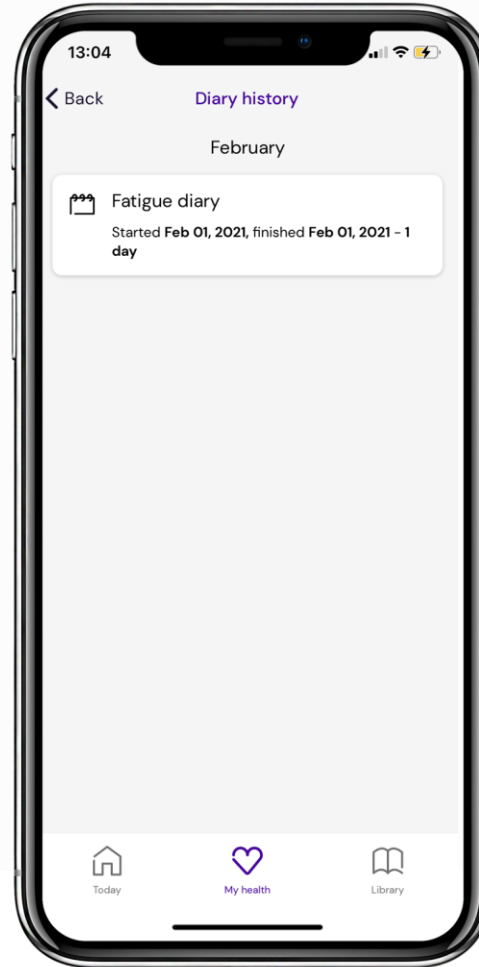 13:04
Back
Diary history
February
Fatigue diary
Started Feb 01, 2021, finished Feb 01, 2021 - 1
day
Today
My health
Library